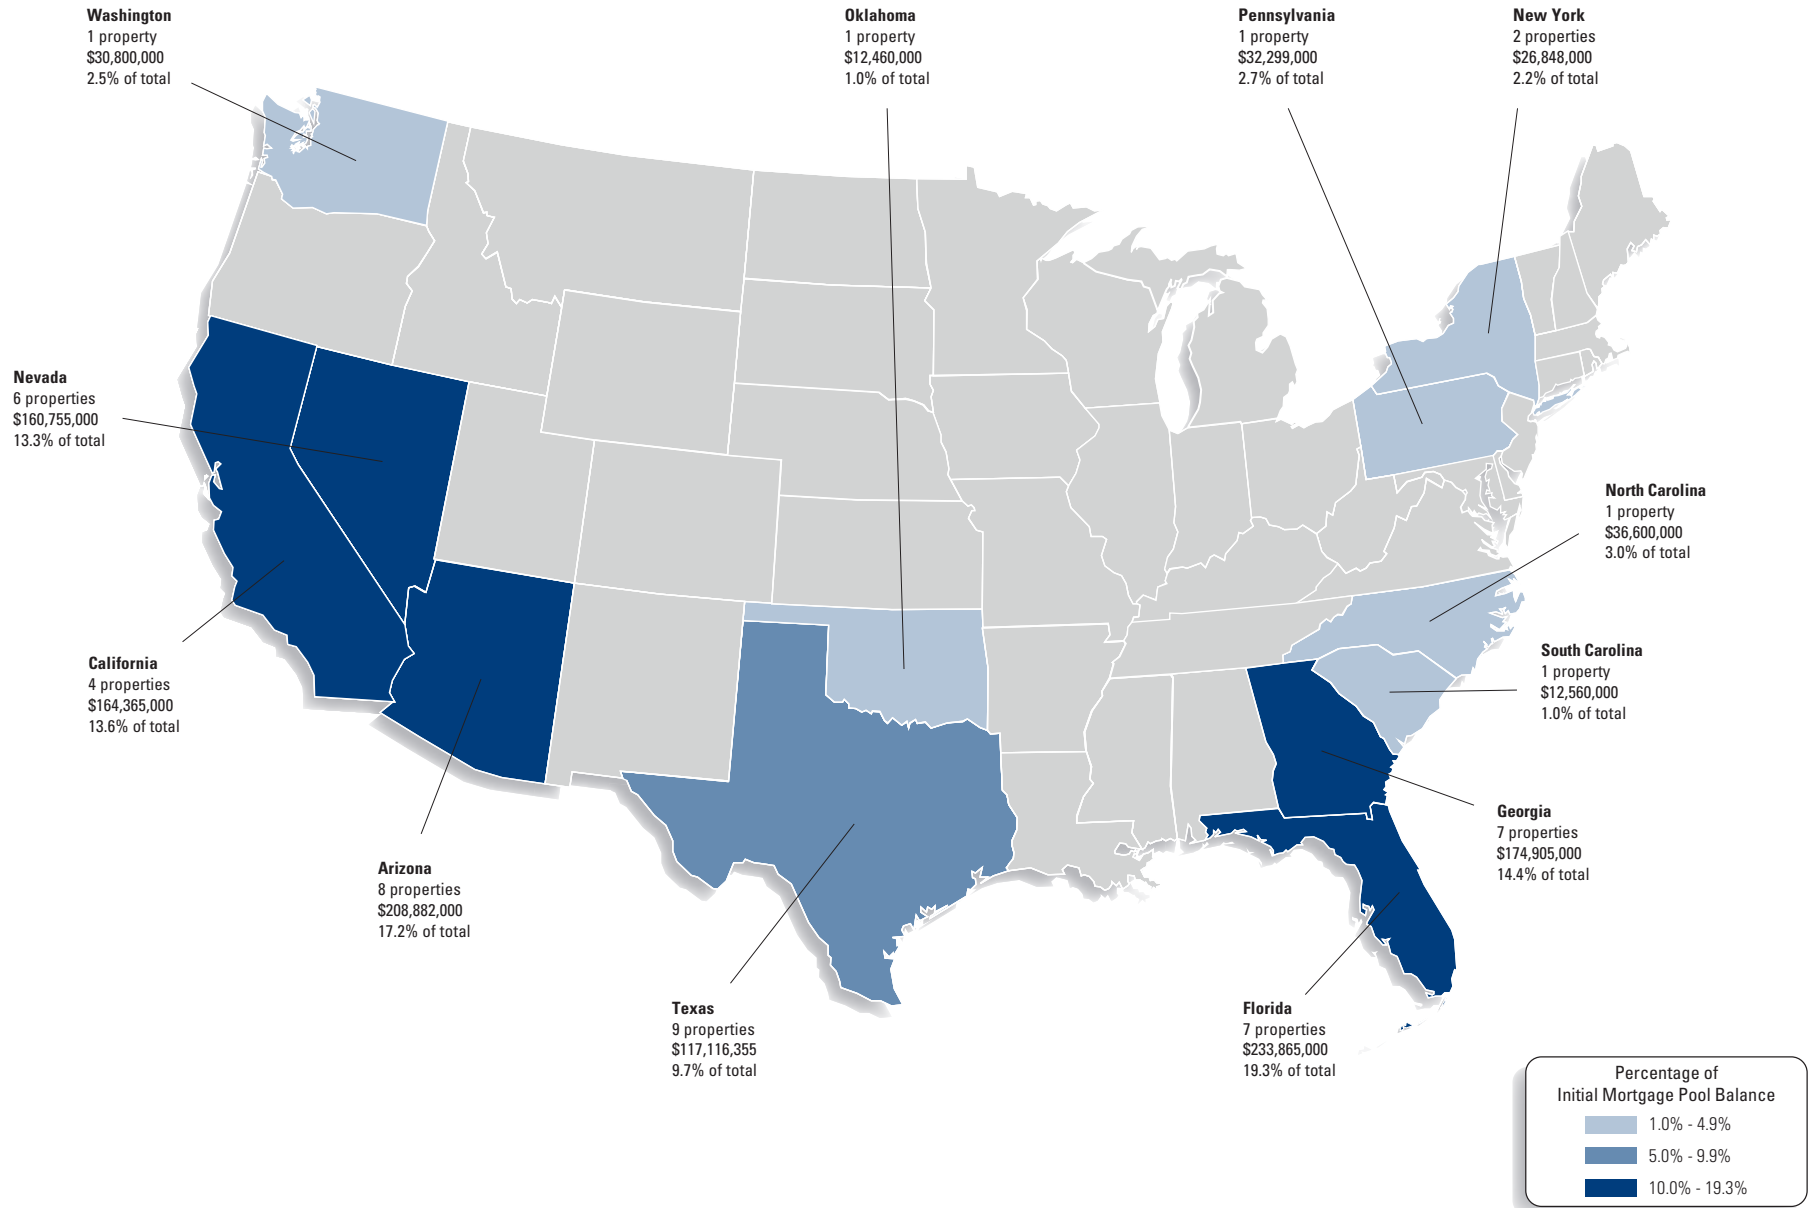 Washington
1 property
$30,800,000
2.5% of total
Oklahoma
1 property
$12,460,000
1.0% of total
Pennsylvania
1 property
$32,299,000
2.7% of total
New York
2 properties
$26,848,000
2.2% of total
Nevada
6 properties
$160,755,000
13.3% of total
North Carolina
1 property
$36,600,000
3.0% of total
California
4 properties
$164,365,000
13.6% of total
South Carolina
1 property
$12,560,000
1.0% of total
Georgia
7 properties
$174,905,000
14.4% of total
Arizona
8 properties
$208,882,000
17.2% of total
Texas
9 properties
$117,116,355
9.7% of total
Florida
7 properties
$233,865,000
19.3% of total
Percentage of
Initial Mortgage Pool Balance
1.0% - 4.9%
5.0% - 9.9%
10.0% - 19.3%